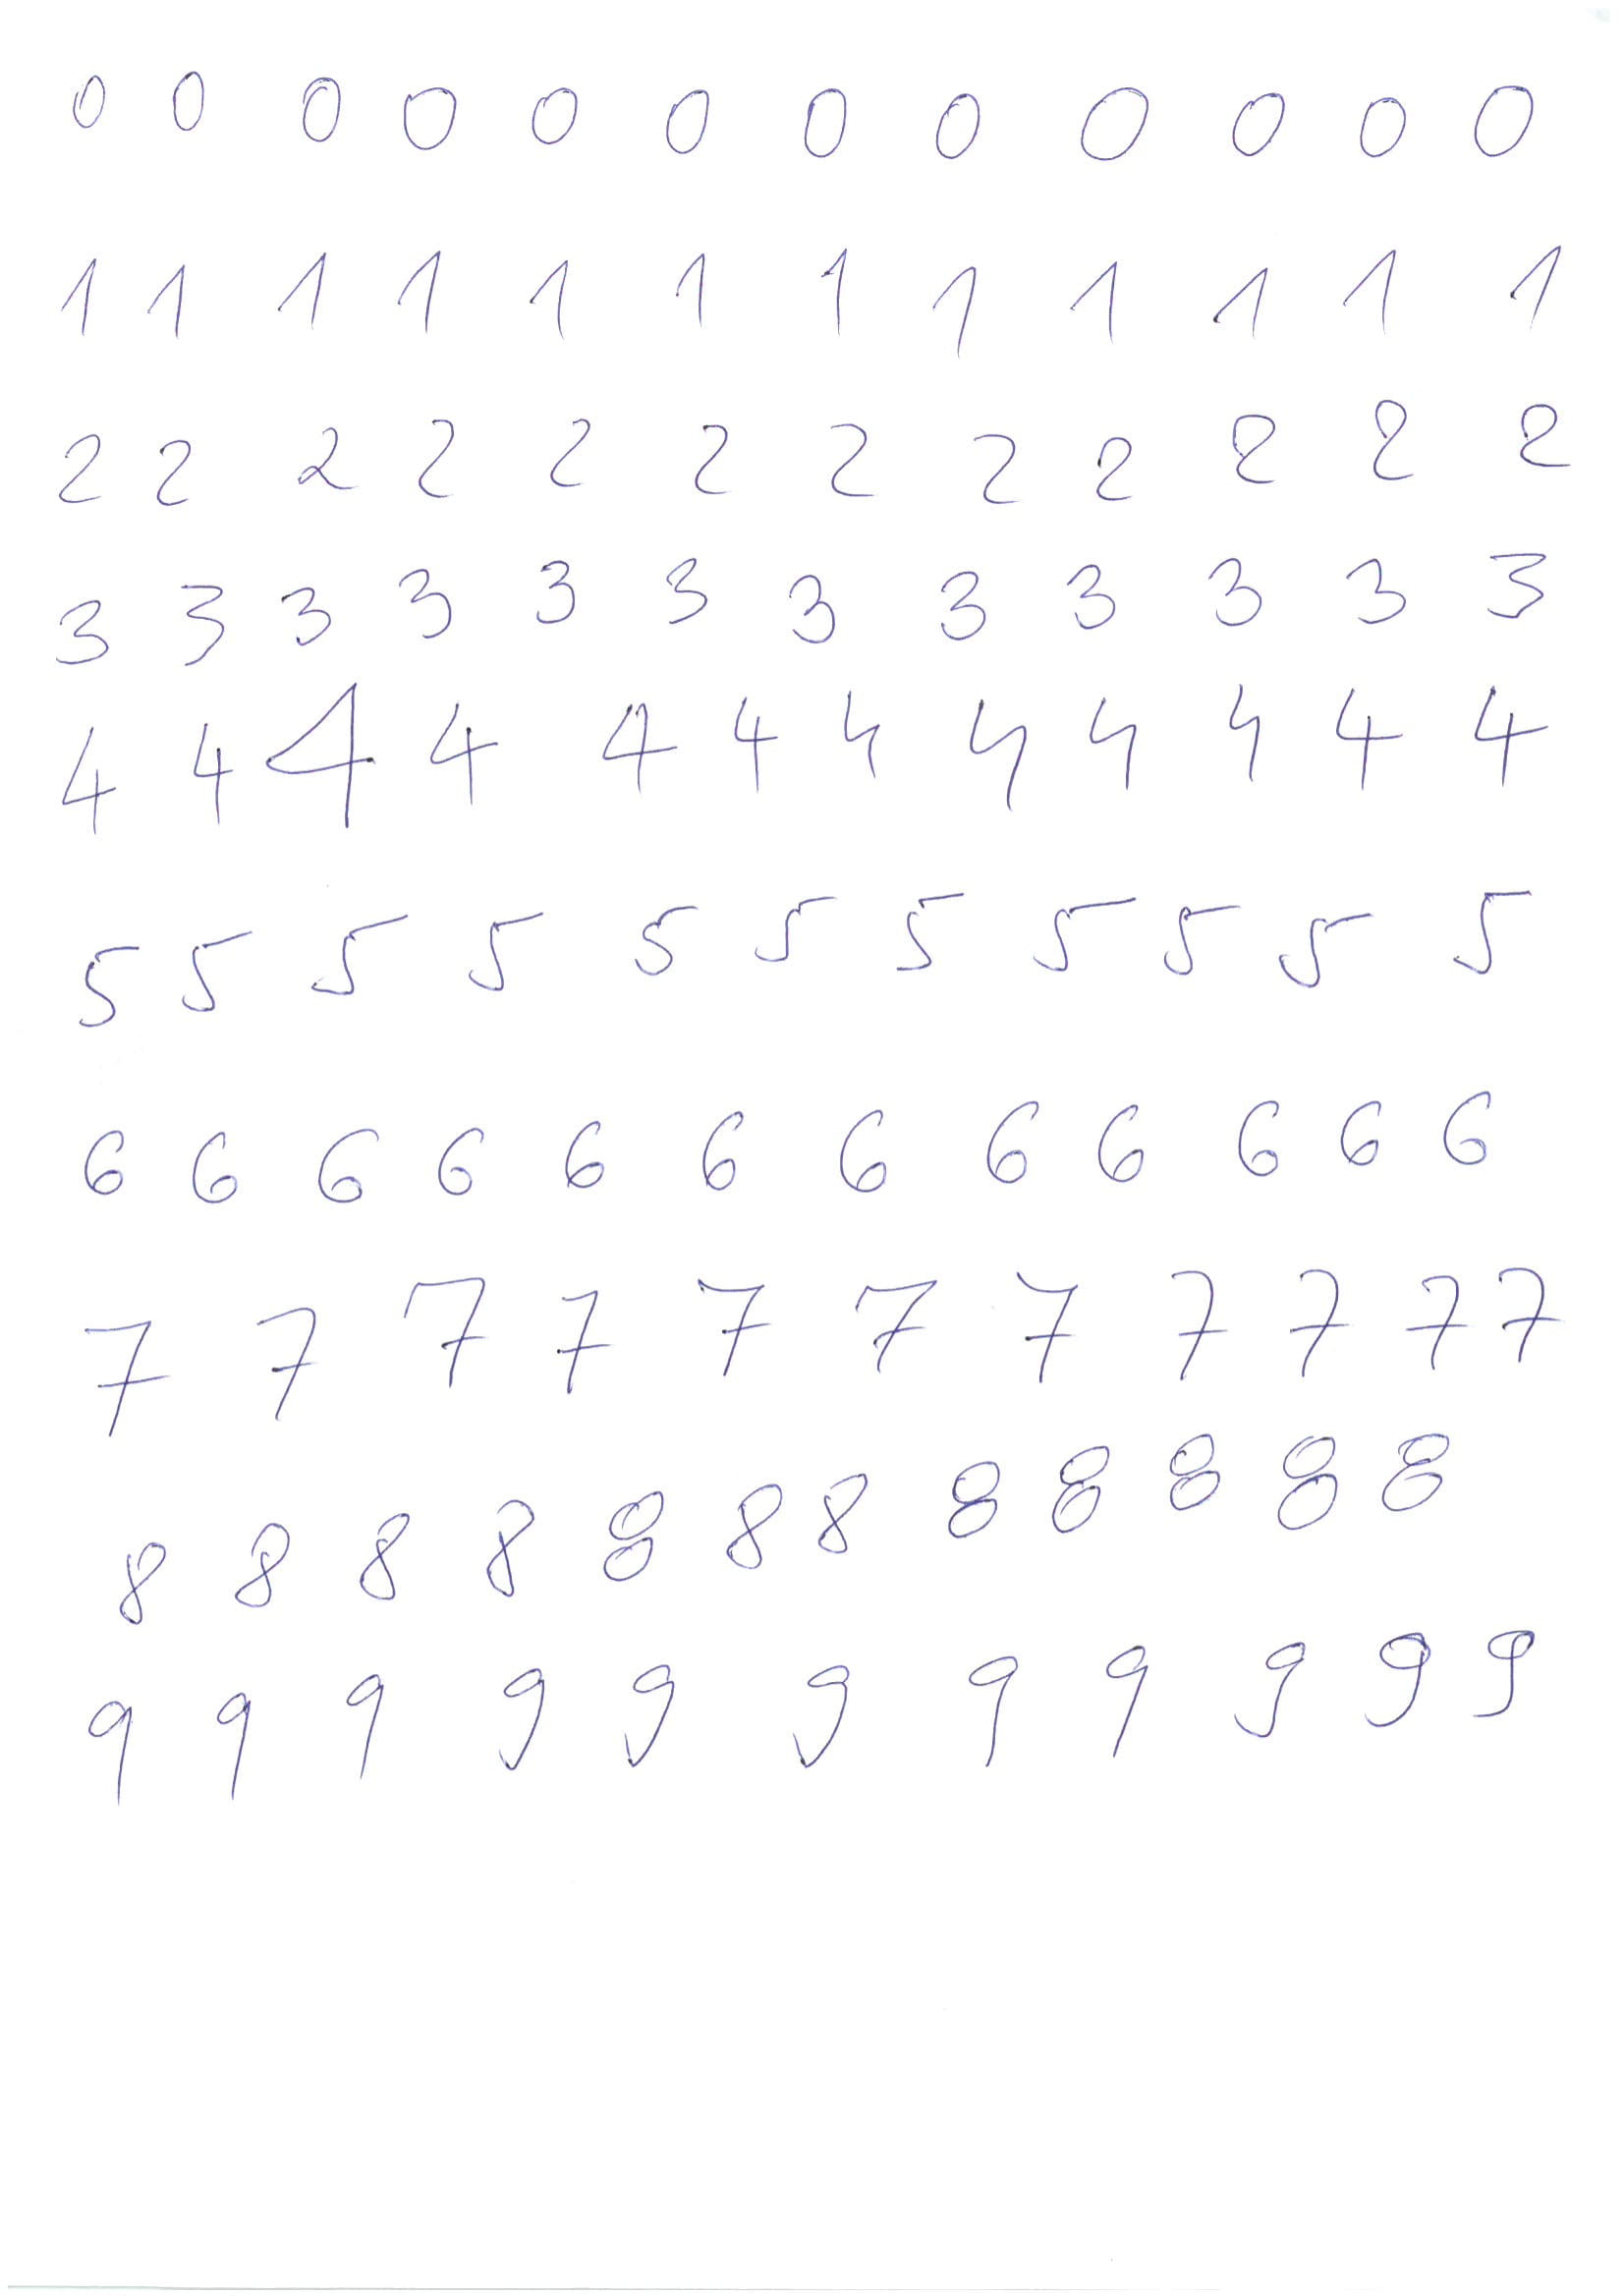 0 0 0 0 0 0 0 0 0 0 0 0
1 1 1 1 1 1 1 1 1 1 1 1
2 2 2 2 2 2 2 2 2 2 2 2
3 3 3 3 3 3 3 3 3 3 3 3
4 4 4 4 4 4 4 4 4 4 4 4
5 5 5 5 5 5 5 5 5 5 5
6 6 6 6 6 6 6 6 6 6 6 6
7 7 7 7 7 7 7 7 7 7 7
8 8 8 8 8 8 8 8 8 8 8 8
9 9 9 9 9 9 9 9 9 9 9